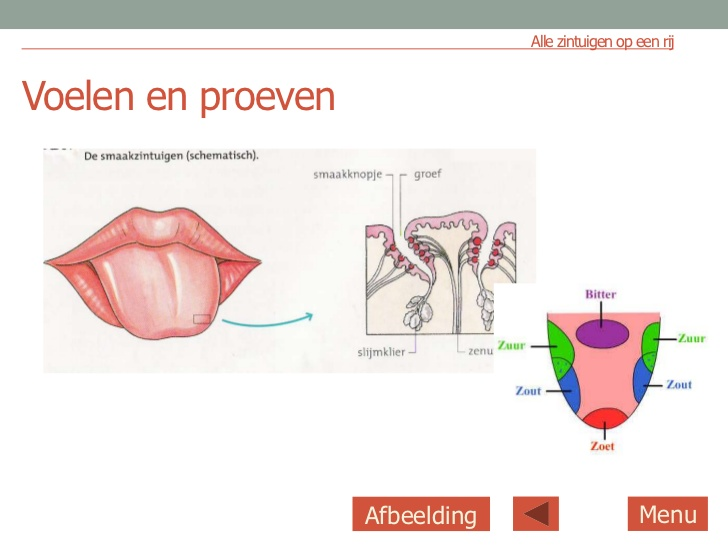 Alle zintuigen op een rij
Voelen en proeven
De smaakzintuigen (schematisch).
smaakknopje
groef
slijmklier
zenu
Bitter
Zuur
Zuur
Zout
Zout
Zoet
Afbeelding
Menu